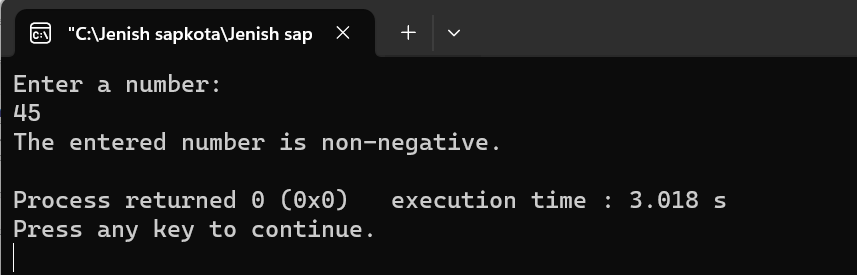 "C:\Jenish sapkota\Jenish sap
Enter a number:
45
The entered number is non-negative.
Process returned 0 (0x0)   execution time : 3.018 s
Press any key to continue.